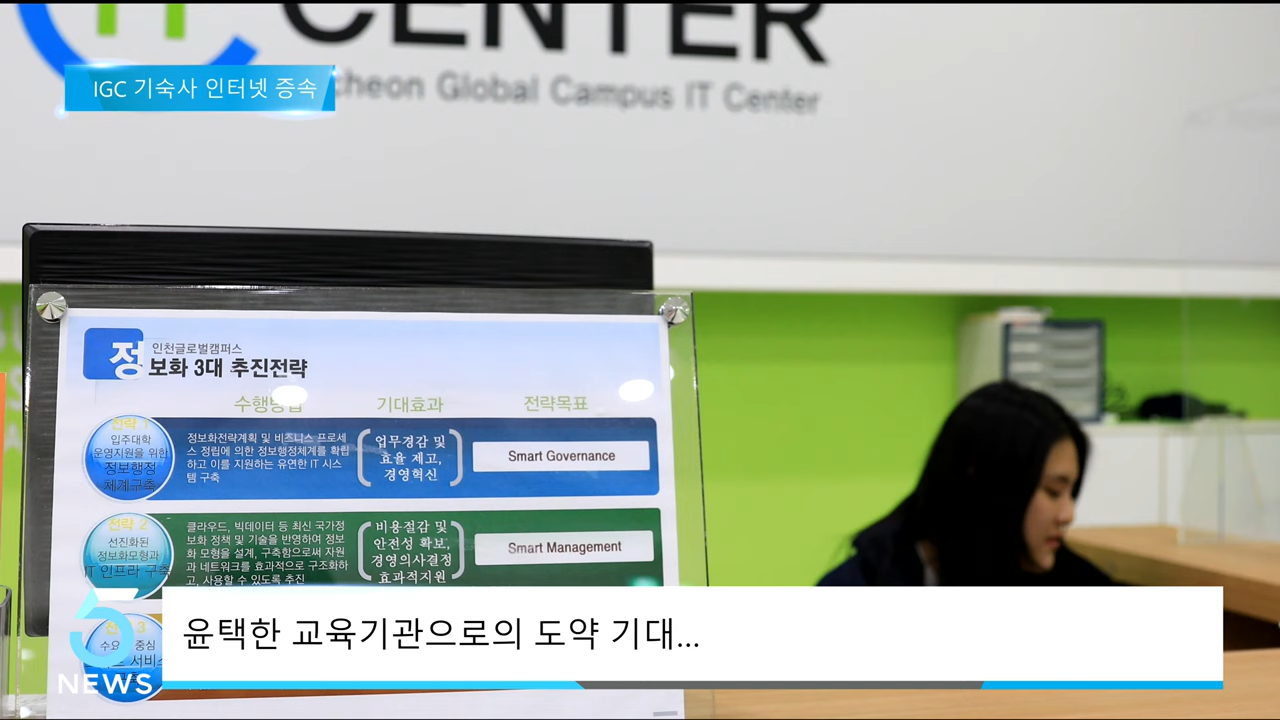 CENTER
cheon Global Campus IT Center
IGC 기숙사 인터넷 증속
인천글로벌캠퍼스
정보화 3대 추진전략
수행방법 기대효과 전략목표
전략 1
입주대학
운영지원을 위한
정보행정
체계구축
정보화전략계획 및 비즈니스 프로세
스 정립에 의한 정보행정체계를 확립
하고 이를 지원하는 유연한 IT 시스
템 구축
업무경감 및
효율 제고,
경영혁신
Smart Governance
전략 2
선진화된
정보화모형과
IT 인프라 구축
클라우드, 빅데이터 등 최신 국가정
보화 정책 및 기술을 반영하여 정보
화 모형을 설계, 구축함으로써 자원
과 네트워크를 효과적으로 구조화하
고, 사용할 수 있도록 추진
비용절감 및
안전성 확보,
경영의사결정
효과적지원
Smart Management
3
중심
서비스
5
NEWS
윤택한 교육기관으로의 도약 기대...